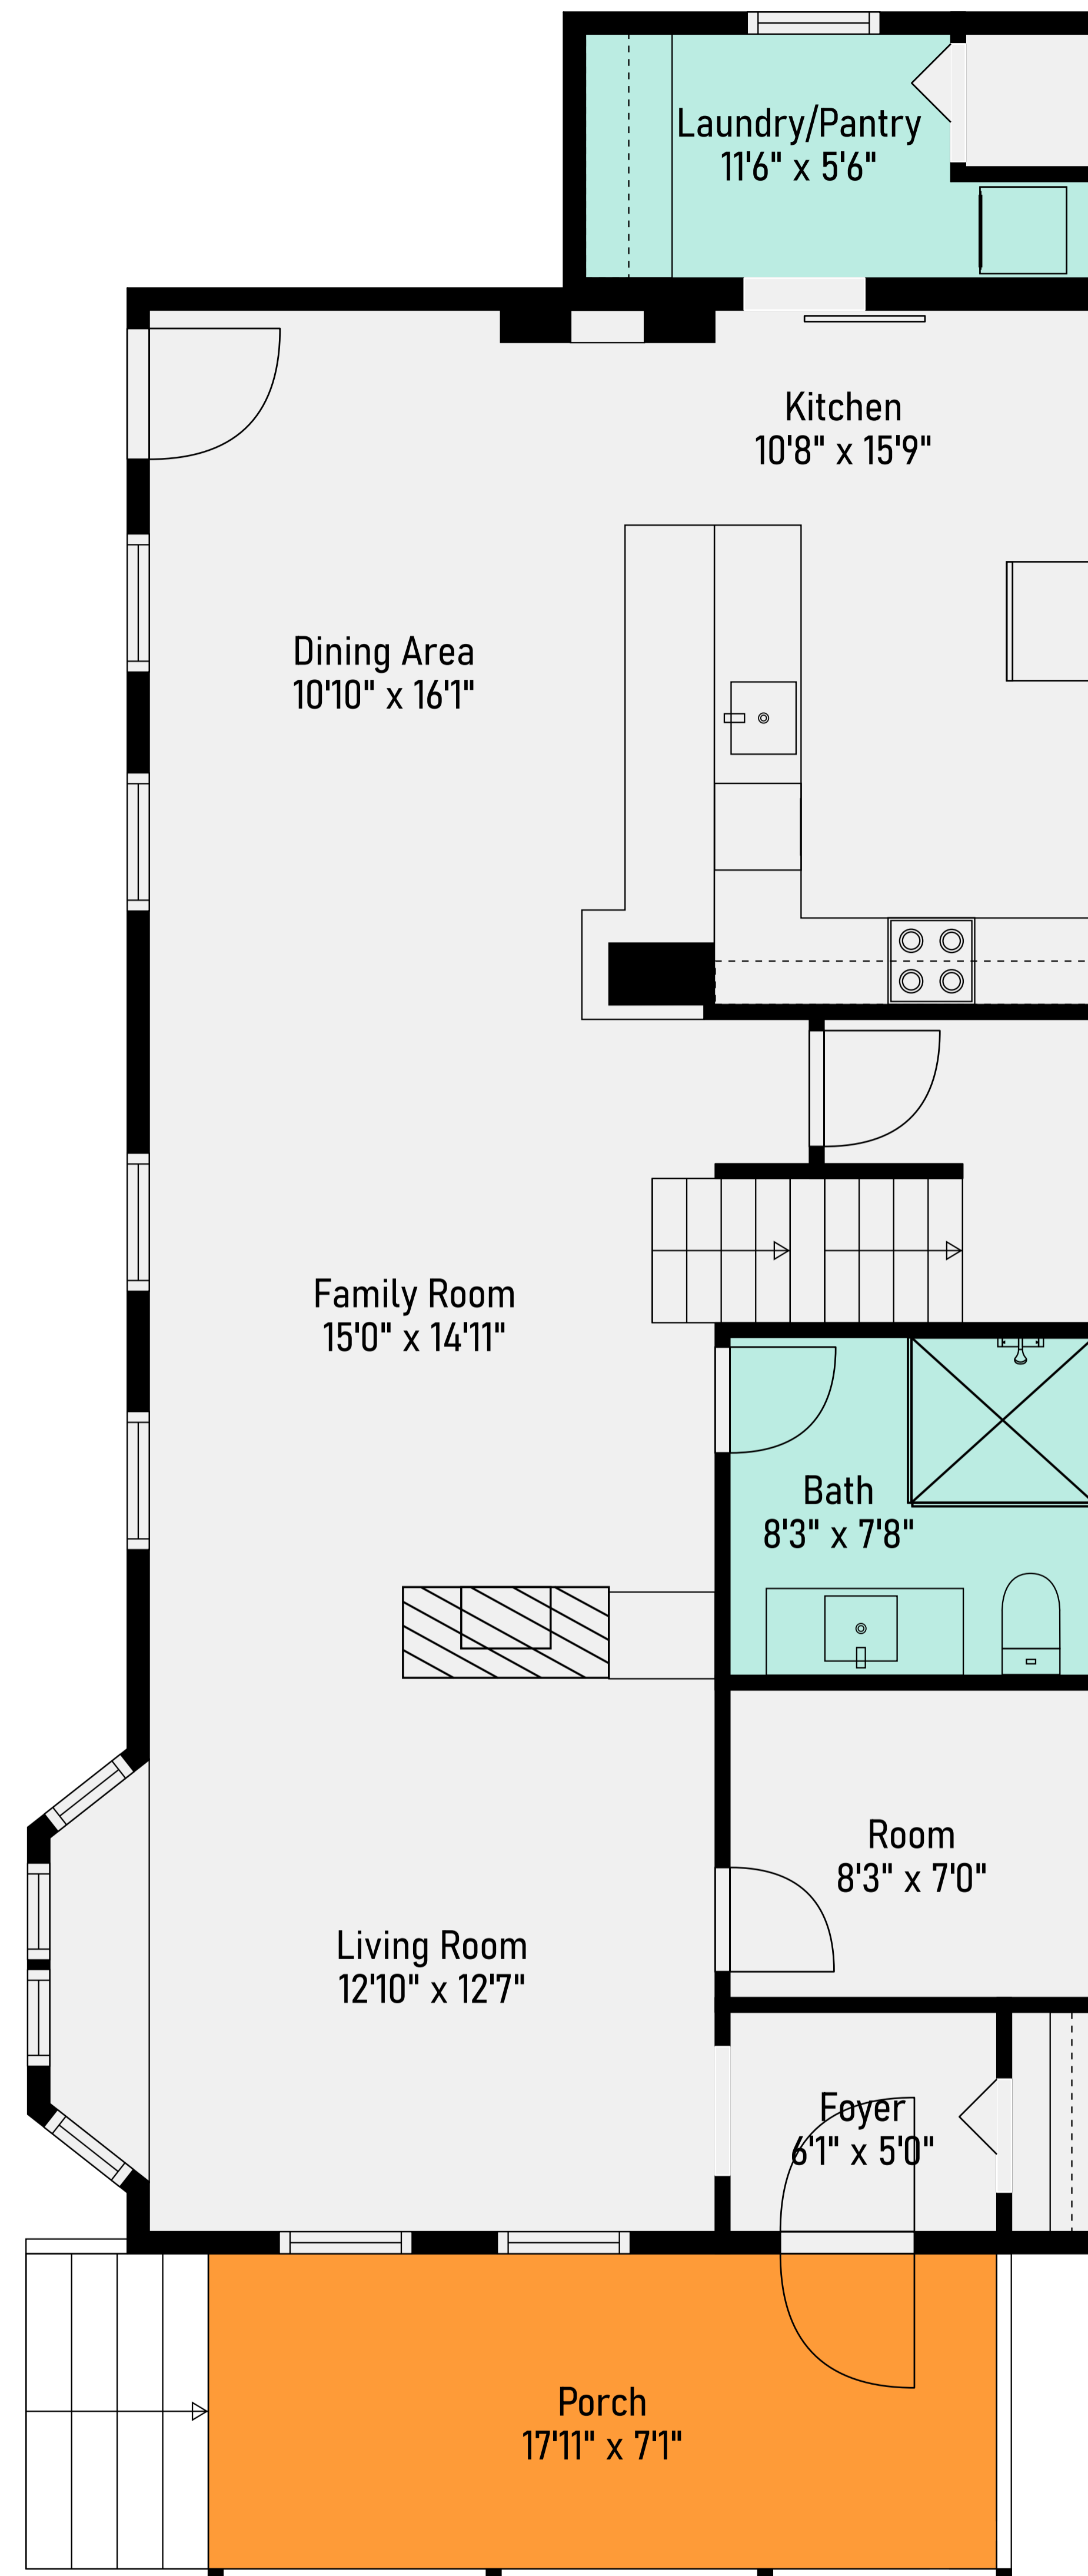 Laundry/Pantry
11'6" x 5'6"
Kitchen
10'8" x 15'9"
Dining Area
10'10" x 16'1"
Family Room
15'0" x 14'11"
Bath
8'3" x 7'8"
Room
8'3" x 7'0"
Living Room
12'10" x 12'7"
Foyer
6'1" x 5'0"
Porch
17'11" x 7'1"